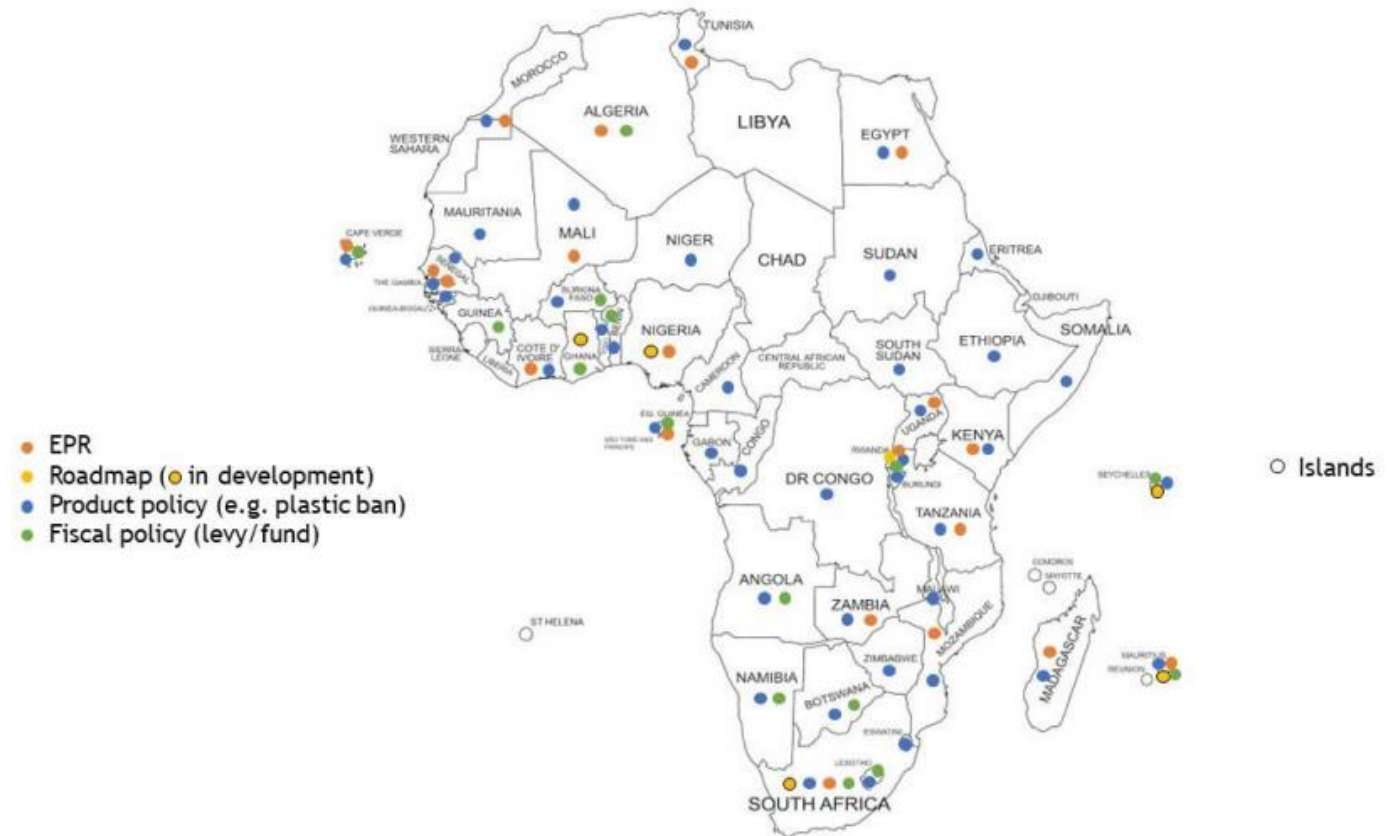 TUNISIA
MOROCCO
ALGERIA
LIBYA
EGYPT
WESTERN
SAHARA
MAURITANIA
MALI
NIGER
CHAD
SUDAN
ERITREA
CAPE VERDE
SENEGAL
THE GAMBIA
GUINEA-BISSAU
GUINEA
SIERRA
LEONE
LIBERIA
COTE D'
IVOIRE
BURKINA
FASO
GHANA
NIGERIA
CAMEROON
CENTRAL AFRICAN
REPUBLIC
SOUTH
SUDAN
ETHIOPIA
DJIBOUTI
SOMALIA
EQ. GUINEA
SAO TOME AND
PRINCIPE
GABON
CONGO
DR CONGO
UGANDA
RWANDA
BURUNDI
KENYA
TANZANIA
SEYCHELLES
EPR
Roadmap ( in development)
Product policy (e.g. plastic ban)
Fiscal policy (levy/fund)
Islands
ANGOLA
ZAMBIA
MALAWI
MOZAMBIQUE
COMOROS
MAYOTTE
MADAGASCAR
MAURITIUS
REUNION
ST HELENA
NAMIBIA
ZIMBABWE
BOTSWANA
ESWATINI
LESOTHO
SOUTH AFRICA